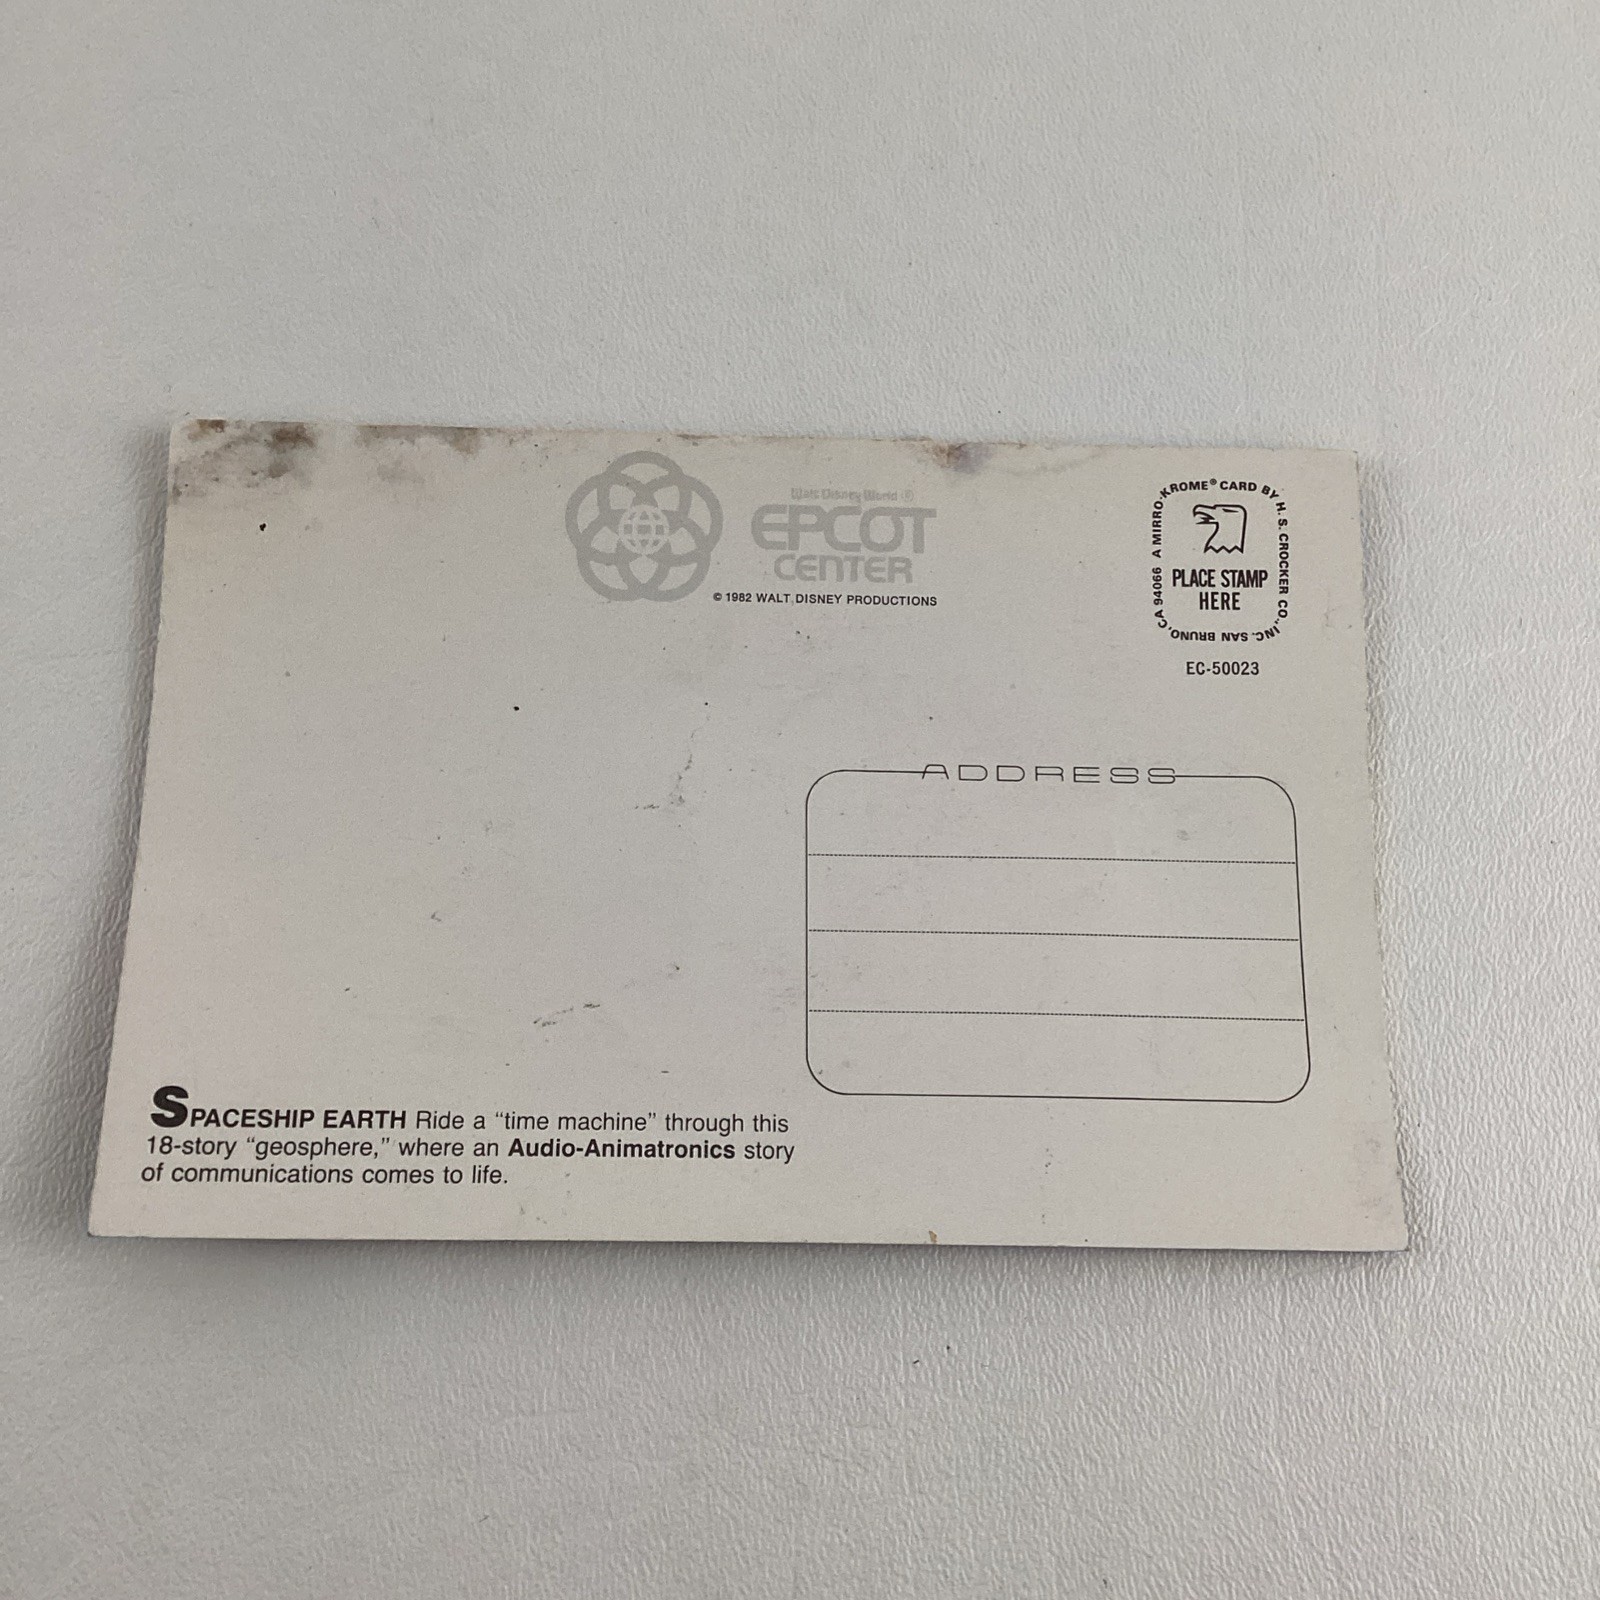 Walt Disney World ®
EPCOT
CENTER
© 1982 WALT DISNEY PRODUCTIONS
A MIRRO-KROME® CARD BY H. S. CROCKER CO., INC. SAN BRUNO, CA 94066
PLACE STAMP
HERE
EC-50023
ADDRESS
SPACESHIP EARTH Ride a “time machine” through this
18-story “geosphere,” where an Audio-Animatronics story
of communications comes to life.